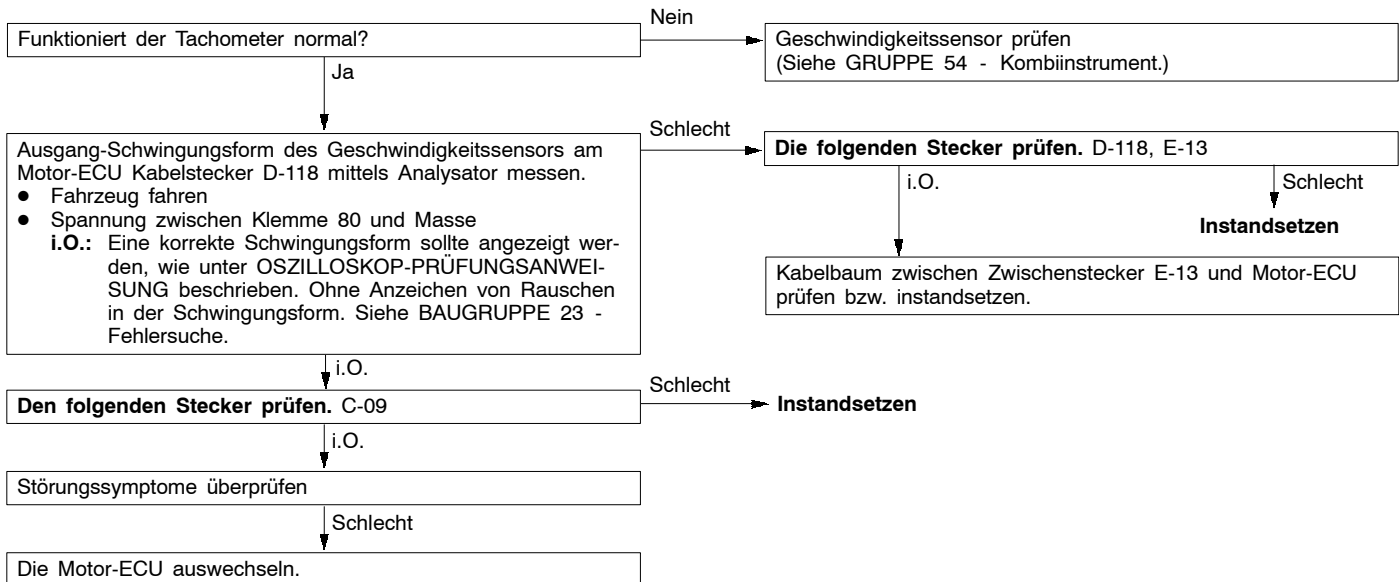 Funktioniert der Tachometer normal?
Nein
Geschwindigkeitssensor prüfen
(Siehe GRUPPE 54 - Kombiinstrument.)
Ja
Ausgang-Schwingungsform des Geschwindigkeitssensors am
Motor-ECU Kabelstecker D-118 mittels Analysator messen.
● Fahrzeug fahren
● Spannung zwischen Klemme 80 und Masse
i.O.: Eine korrekte Schwingungsform sollte angezeigt wer-
den, wie unter OSZILLOSKOP-PRÜFUNGSANWEI-
SUNG beschrieben. Ohne Anzeichen von Rauschen
in der Schwingungsform. Siehe BAUGRUPPE 23 -
Fehlersuche.
Schlecht
Die folgenden Stecker prüfen. D-118, E-13
i.O.
Schlecht
Instandsetzen
Kabelbaum zwischen Zwischenstecker E-13 und Motor-ECU
prüfen bzw. instandsetzen.
i.O.
Den folgenden Stecker prüfen. C-09
Schlecht
Instandsetzen
i.O.
Störungssymptome überprüfen
Schlecht
Die Motor-ECU auswechseln.